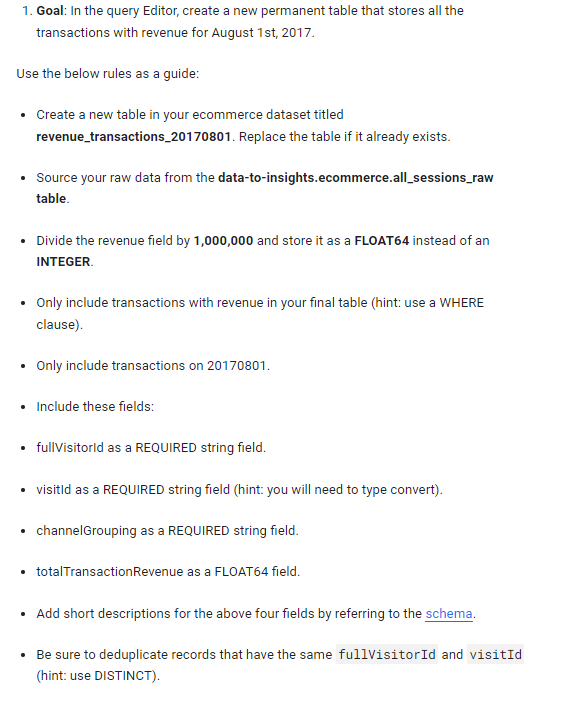 1. Goal: In the query Editor, create a new permanent table that stores all the
transactions with revenue for August 1st, 2017.
Use the below rules as a guide:
• Create a new table in your ecommerce dataset titled
revenue_transactions_20170801. Replace the table if it already exists.
• Source your raw data from the data-to-insights.ecommerce.all_sessions_raw
table.
• Divide the revenue field by 1,000,000 and store it as a FLOAT64 instead of an
INTEGER.
• Only include transactions with revenue in your final table (hint: use a WHERE
clause).
• Only include transactions on 20170801.
• Include these fields:
• fullVisitorId as a REQUIRED string field.
• visitId as a REQUIRED string field (hint: you will need to type convert).
• channelGrouping as a REQUIRED string field.
• totalTransactionRevenue as a FLOAT64 field.
• Add short descriptions for the above four fields by referring to the schema.
• Be sure to deduplicate records that have the same fullVisitorId and visitId
(hint: use DISTINCT).